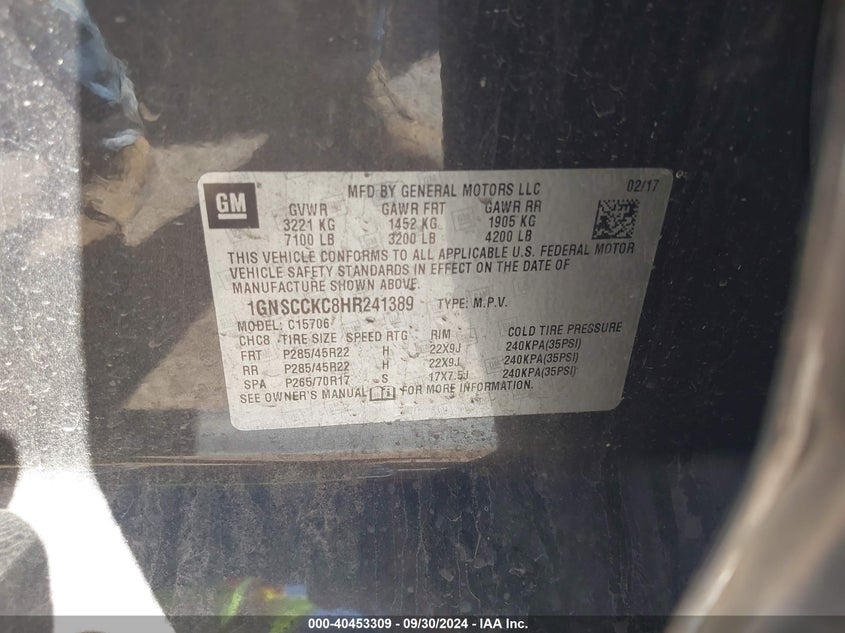 GM
MFD BY GENERAL MOTORS LLC
02/17
GVWR GAWR FRT GAWR RR
3221 KG 1452 KG 1905 KG
7100 LB 3200 LB 4200 LB
THIS VEHICLE CONFORMS TO ALL APPLICABLE U.S. FEDERAL MOTOR
VEHICLE SAFETY STANDARDS IN EFFECT ON THE DATE OF
MANUFACTURE SHOWN ABOVE.
1GNSCCKC8HR241389 TYPE: M.P.V.
MODEL: C15706
CHC8 TIRE SIZE SPEED RTG RIM COLD TIRE PRESSURE
FRT P285/45R22 H 22X9J 240KPA(35PSI)
RR P285/45R22 H 22X9J 240KPA(35PSI)
SPA P265/70R17 S 17X7.5J 240KPA(35PSI)
SEE OWNER'S MANUAL FOR MORE INFORMATION.
000-40453309 - 09/30/2024 - IAA Inc.